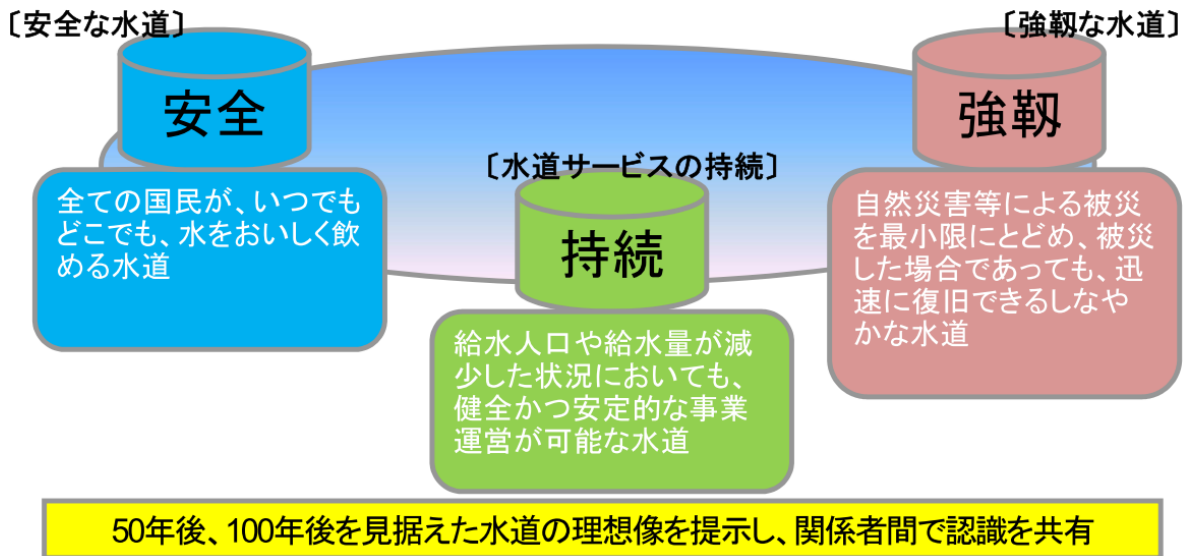 〔安全な水道〕
安全
全ての国民が、いつでも
どこでも、水をおいしく飲
める水道
〔水道サービスの持続〕
持続
給水人口や給水量が減
少した状況においても、
健全かつ安定的な事業
運営が可能な水道
〔強靱な水道〕
強靱
自然災害等による被災
を最小限にとどめ、被災
した場合であっても、迅
速に復旧できるしなや
かな水道
50年後、100年後を見据えた水道の理想像を提示し、関係者間で認識を共有